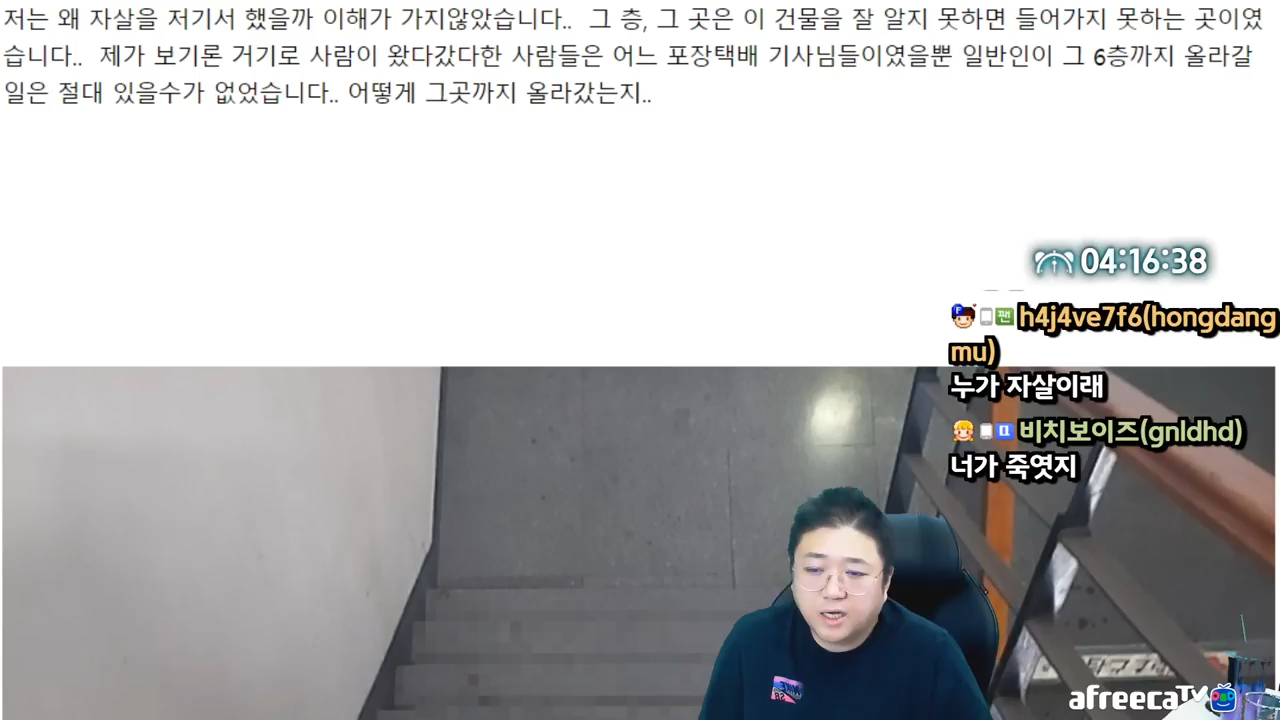 저는 왜 자살을 저기서 했을까 이해가 가지않았습니다.. 그 층, 그 곳은 이 건물을 잘 알지 못하면 들어가지 못하는 곳이였
습니다.. 제가 보기론 거기로 사람이 왔다갔다한 사람들은 어느 포장택배 기사님들이였을뿐 일반인이 그 6층까지 올라갈
일은 절대 있을수가 없었습니다.. 어떻게 그곳까지 올라갔는지..
04:16:38
팬 h4j4ve7f6(hongdang
mu)
누가 자살이래
비치보이즈(gnldhd)
너가 죽엿지
afreecaTV